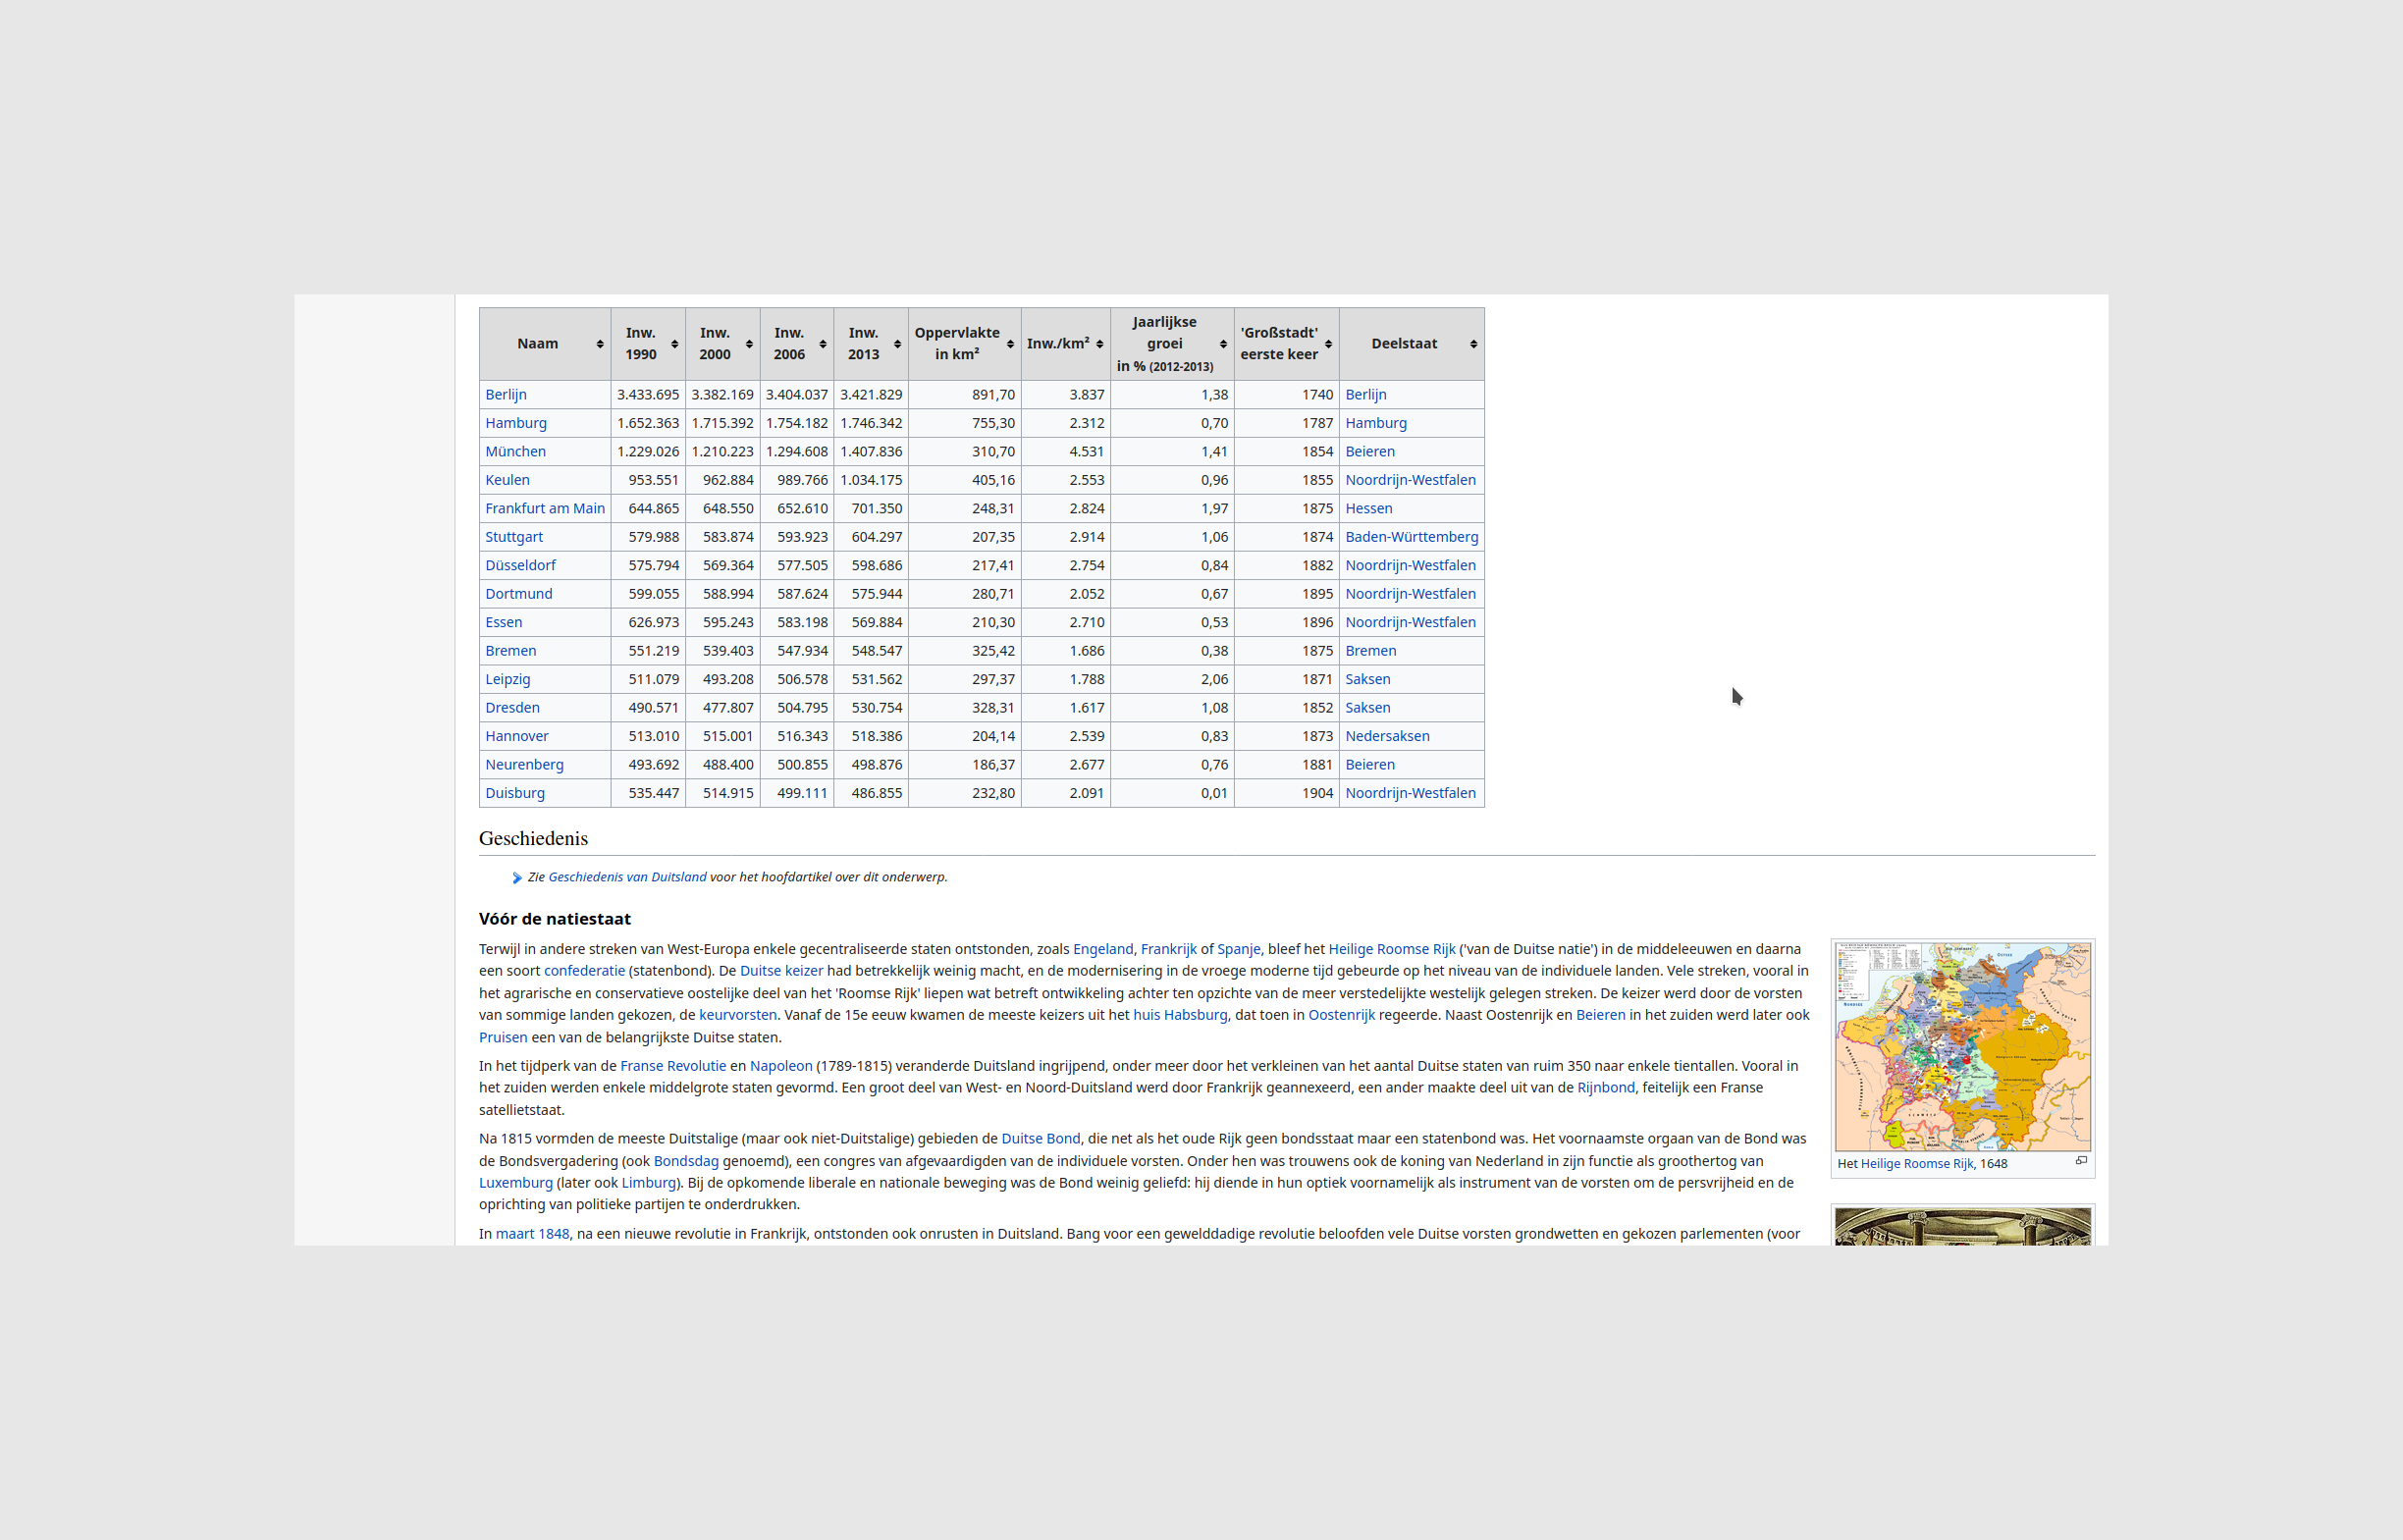 Naam Inw. 1990 Inw. 2000 Inw. 2006 Inw. 2013 Oppervlakte in km² Inw./km² Jaarlijkse groei in % (2012-2013) 'Großstadt' eerste keer Deelstaat
Berlijn 3.433.695 3.382.169 3.404.037 3.421.829 891,70 3.837 1,38 1740 Berlijn
Hamburg 1.652.363 1.715.392 1.754.182 1.746.342 755,30 2.312 0,70 1787 Hamburg
München 1.229.026 1.210.223 1.294.608 1.407.836 310,70 4.531 1,41 1854 Beieren
Keulen 953.551 962.884 989.766 1.034.175 405,16 2.553 0,96 1855 Noordrijn-Westfalen
Frankfurt am Main 644.865 648.550 652.610 701.350 248,31 2.824 1,97 1875 Hessen
Stuttgart 579.988 583.874 593.923 604.297 207,35 2.914 1,06 1874 Baden-Württemberg
Düsseldorf 575.794 569.364 577.505 598.686 217,41 2.754 0,84 1882 Noordrijn-Westfalen
Dortmund 599.055 588.994 587.624 575.944 280,71 2.052 0,67 1895 Noordrijn-Westfalen
Essen 626.973 595.243 583.198 569.884 210,30 2.710 0,53 1896 Noordrijn-Westfalen
Bremen 551.219 539.403 547.934 548.547 325,42 1.686 0,38 1875 Bremen
Leipzig 511.079 493.208 506.578 531.562 297,37 1.788 2,06 1871 Saksen
Dresden 490.571 477.807 504.795 530.754 328,31 1.617 1,08 1852 Saksen
Hannover 513.010 515.001 516.343 518.386 204,14 2.539 0,83 1873 Nedersaksen
Neurenberg 493.692 488.400 500.855 498.876 186,37 2.677 0,76 1881 Beieren
Duisburg 535.447 514.915 499.111 486.855 232,80 2.091 0,01 1904 Noordrijn-Westfalen
Geschiedenis
Zie Geschiedenis van Duitsland voor het hoofdartikel over dit onderwerp.
Vóór de natiestaat
Terwijl in andere streken van West-Europa enkele gecentraliseerde staten ontstonden, zoals Engeland, Frankrijk of Spanje, bleef het Heilige Roomse Rijk ('van de Duitse natie') in de middeleeuwen en daarna
een soort confederatie (statenbond). De Duitse keizer had betrekkelijk weinig macht, en de modernisering in de vroege moderne tijd gebeurde op het niveau van de individuele landen. Vele streken, vooral in
het agrarische en conservatieve oostelijke deel van het 'Roomse Rijk' liepen wat betreft ontwikkeling achter ten opzichte van de meer verstedelijkte westelijk gelegen streken. De keizer werd door de vorsten
van sommige landen gekozen, de keurvorsten. Vanaf de 15e eeuw kwamen de meeste keizers uit het huis Habsburg, dat toen in Oostenrijk regeerde. Naast Oostenrijk en Beieren in het zuiden werd later ook
Pruisen een van de belangrijkste Duitse staten.
In het tijdperk van de Franse Revolutie en Napoleon (1789-1815) veranderde Duitsland ingrijpend, onder meer door het verkleinen van het aantal Duitse staten van ruim 350 naar enkele tientallen. Vooral in
het zuiden werden enkele middelgrote staten gevormd. Een groot deel van West- en Noord-Duitsland werd door Frankrijk geannexeerd, een ander maakte deel uit van de Rijnbond, feitelijk een Franse
satellietstaat.
Na 1815 vormden de meeste Duitstalige (maar ook niet-Duitstalige) gebieden de Duitse Bond, die net als het oude Rijk geen bondsstaat maar een statenbond was. Het voornaamste orgaan van de Bond was
de Bondsvergadering (ook Bondsdag genoemd), een congres van afgevaardigden van de individuele vorsten. Onder hen was trouwens ook de koning van Nederland in zijn functie als groothertog van
Luxemburg (later ook Limburg). Bij de opkomende liberale en nationale beweging was de Bond weinig geliefd: hij diende in hun optiek voornamelijk als instrument van de vorsten om de persvrijheid en de
oprichting van politieke partijen te onderdrukken.
In maart 1848, na een nieuwe revolutie in Frankrijk, ontstonden ook onrusten in Duitsland. Bang voor een gewelddadige revolutie beloofden vele Duitse vorsten grondwetten en gekozen parlementen (voor
Het Heilige Roomse Rijk, 1648